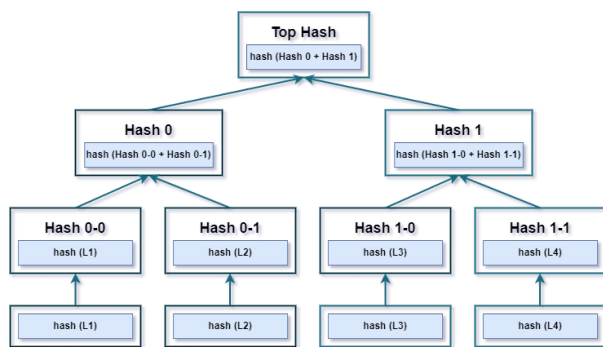 Top Hash
hash (Hash 0 + Hash 1)
Hash 0
hash (Hash 0-0 + Hash 0-1)
Hash 1
hash (Hash 1-0 + Hash 1-1)
Hash 0-0
hash (L1)
Hash 0-1
hash (L2)
Hash 1-0
hash (L3)
Hash 1-1
hash (L4)
hash (L1)
hash (L2)
hash (L3)
hash (L4)